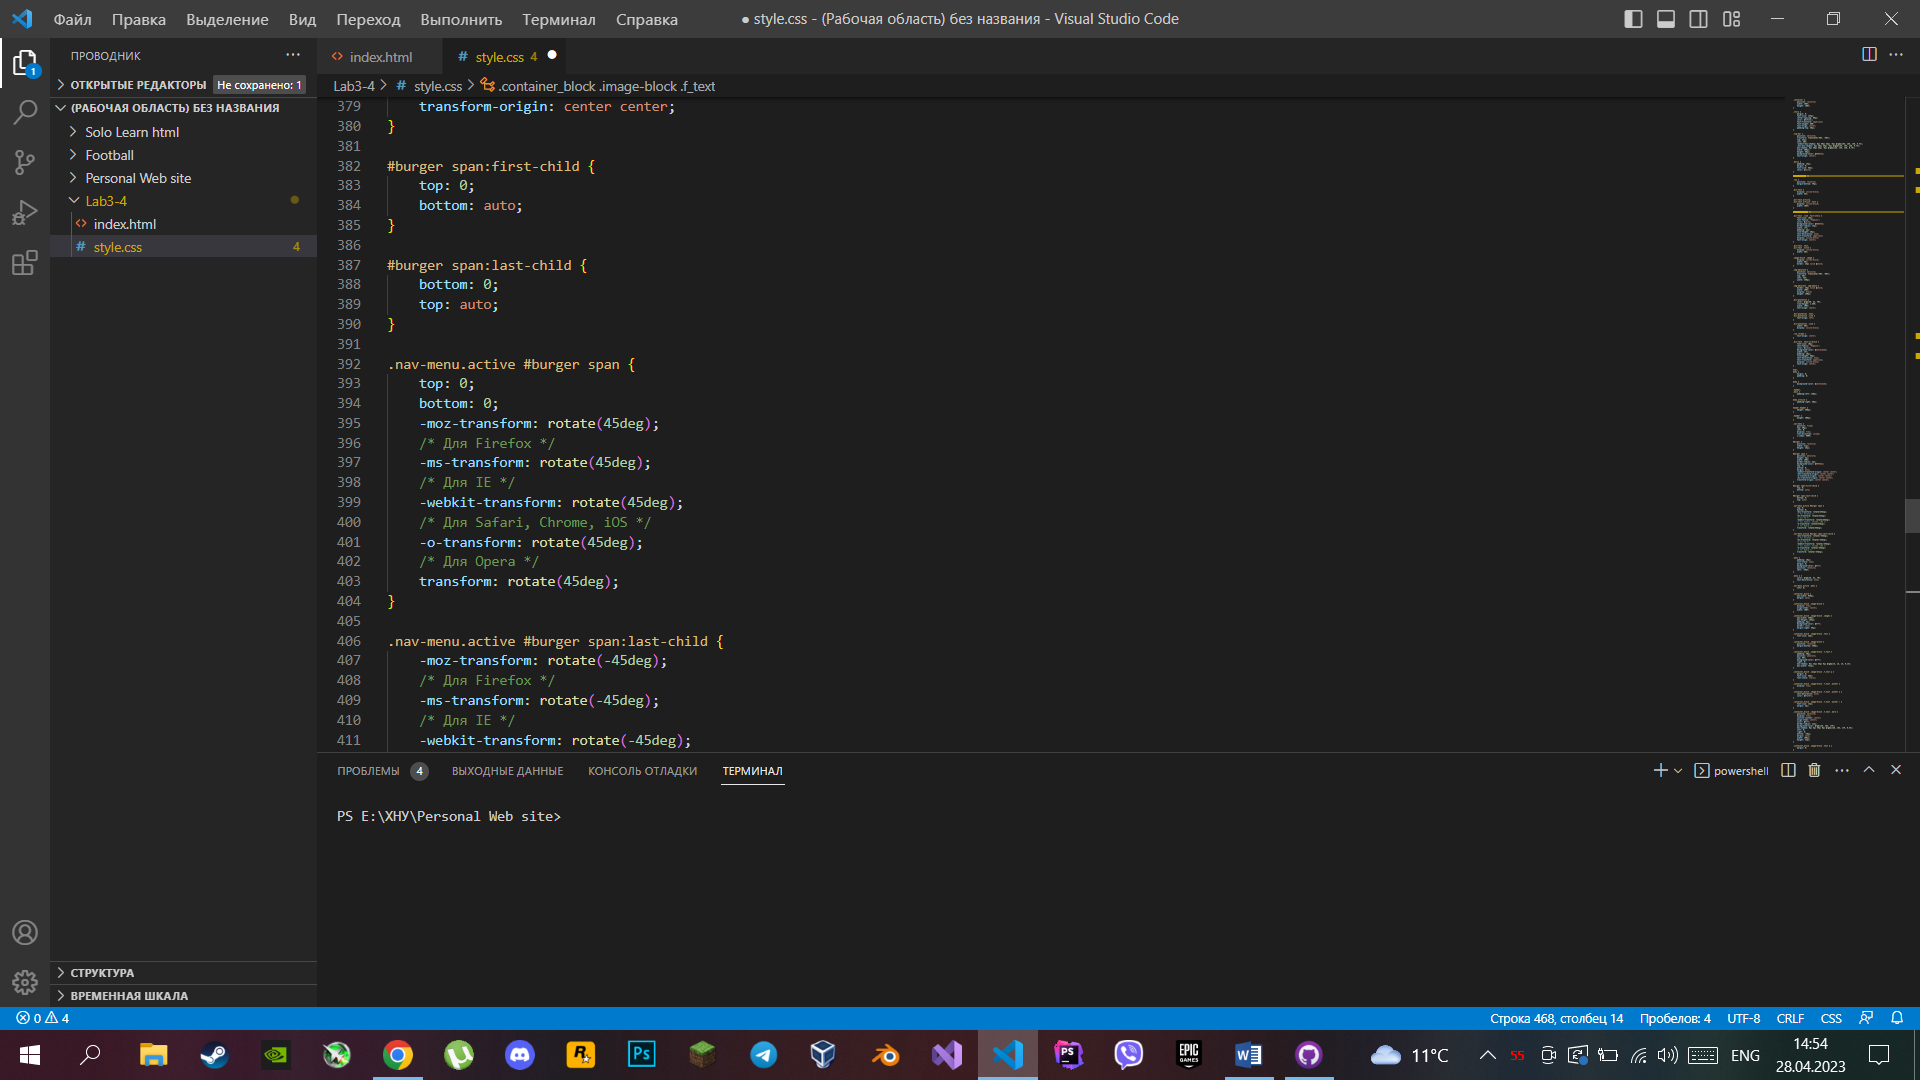 Файл Правка Выделение Вид Переход Выполнить Терминал Справка ● style.css - (Рабочая область) без названия - Visual Studio Code
ПРОВОДНИК
1
ОТКРЫТЫЕ РЕДАКТОРЫ Не сохранено: 1
(РАБОЧАЯ ОБЛАСТЬ) БЕЗ НАЗВАНИЯ
Solo Learn html
Football
Personal Web site
Lab3-4
<> index.html
# style.css 4
СТРУКТУРА
ВРЕМЕННАЯ ШКАЛА
<> index.html # style.css 4
Lab3-4 > # style.css > .container_block .image-block .f_text
379 transform-origin: center center;
380 }
381
382 #burger span:first-child {
383 top: 0;
384 bottom: auto;
385 }
386
387 #burger span:last-child {
388 bottom: 0;
389 top: auto;
390 }
391
392 .nav-menu.active #burger span {
393 top: 0;
394 bottom: 0;
395 -moz-transform: rotate(45deg);
396 /* Для Firefox */
397 -ms-transform: rotate(45deg);
398 /* Для IE */
399 -webkit-transform: rotate(45deg);
400 /* Для Safari, Chrome, iOS */
401 -o-transform: rotate(45deg);
402 /* Для Opera */
403 transform: rotate(45deg);
404 }
405
406 .nav-menu.active #burger span:last-child {
407 -moz-transform: rotate(-45deg);
408 /* Для Firefox */
409 -ms-transform: rotate(-45deg);
410 /* Для IE */
411 -webkit-transform: rotate(-45deg);
ПРОБЛЕМЫ 4 ВЫХОДНЫЕ ДАННЫЕ КОНСОЛЬ ОТЛАДКИ ТЕРМИНАЛ powershell
PS E:\ХНУ\Personal Web site>
0 4 Строка 468, столбец 14 Пробелов: 4 UTF-8 CRLF CSS
R Ps PS EPIC GAMES W 11°C 55 ENG 14:54
28.04.2023